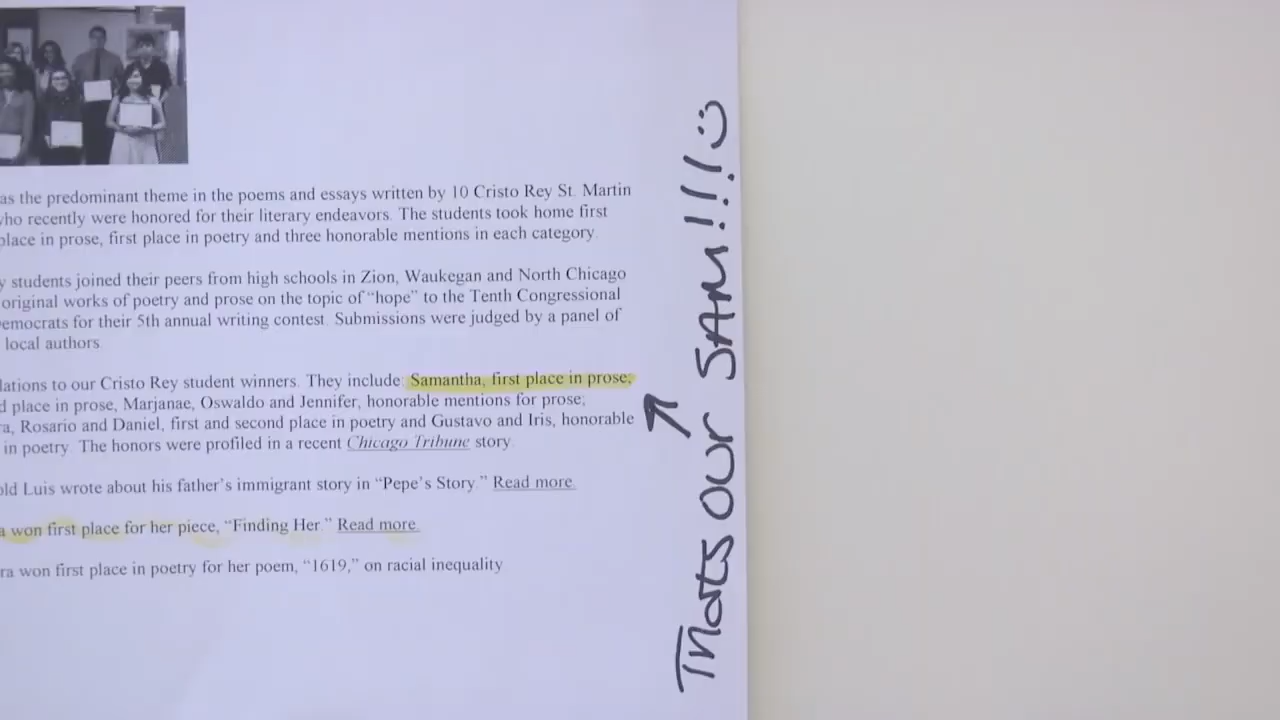 as the predominant theme in the poems and essays written by 10 Cristo Rey St. Martin
who recently were honored for their literary endeavors. The students took home first
place in prose, first place in poetry and three honorable mentions in each category.
y students joined their peers from high schools in Zion, Waukegan and North Chicago
original works of poetry and prose on the topic of “hope” to the Tenth Congressional
emocrats for their 5th annual writing contest. Submissions were judged by a panel of
local authors.
lations to our Cristo Rey student winners. They include: Samantha, first place in prose;
d place in prose, Marjanae, Oswaldo and Jennifer, honorable mentions for prose;
ra, Rosario and Daniel, first and second place in poetry and Gustavo and Iris, honorable
in poetry. The honors were profiled in a recent Chicago Tribune story.
old Luis wrote about his father’s immigrant story in “Pepe’s Story.” Read more.
a won first place for her piece, “Finding Her.” Read more.
ra won first place in poetry for her poem, “1619,” on racial inequality
Thats our SAM!!!